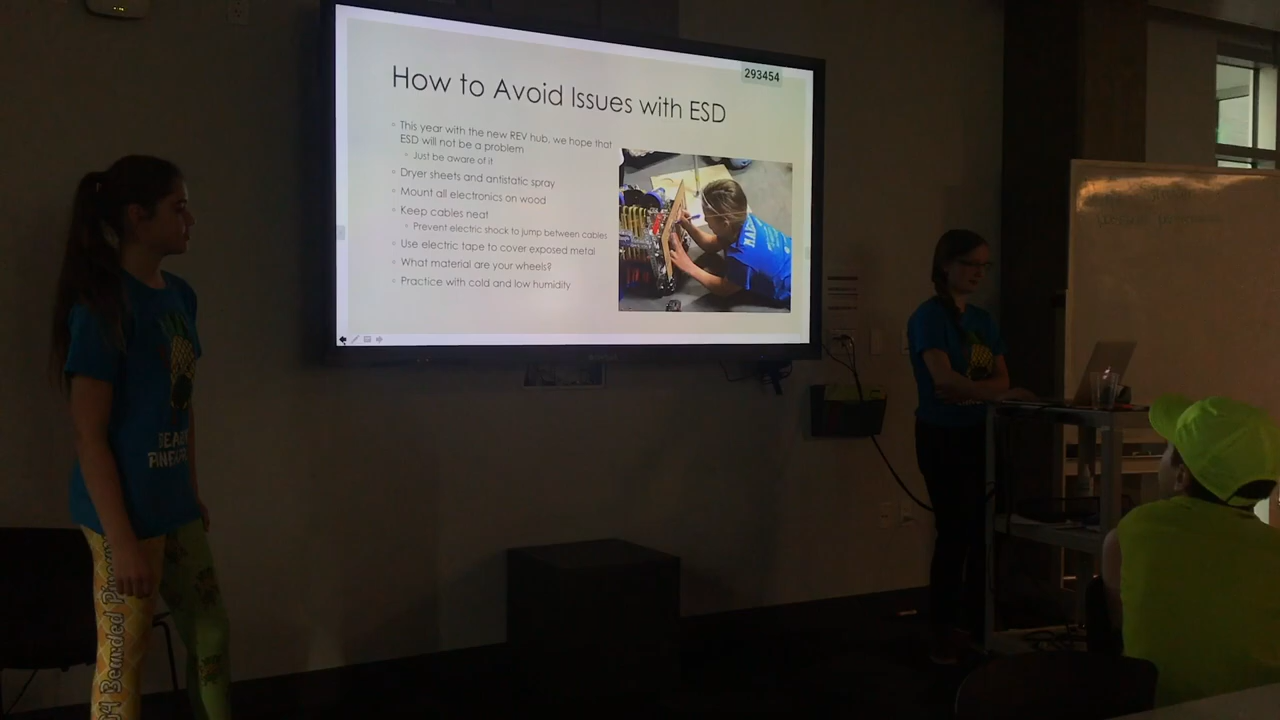 293454
How to Avoid Issues with ESD
This year with the new REV hub, we hope that
ESD will not be a problem
Just be aware of it
Dryer sheets and antistatic spray
Mount all electronics on wood
Keep cables neat
Prevent electric shock to jump between cables
Use electric tape to cover exposed metal
What material are your wheels?
Practice with cold and low humidity
Bearded